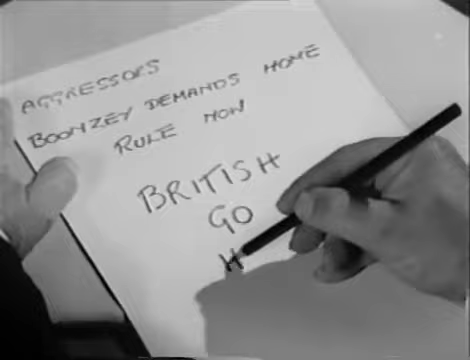 AGGRESSORS
BOONZEY DEMANDS HOME
RULE NOW
BRITISH
GO
H